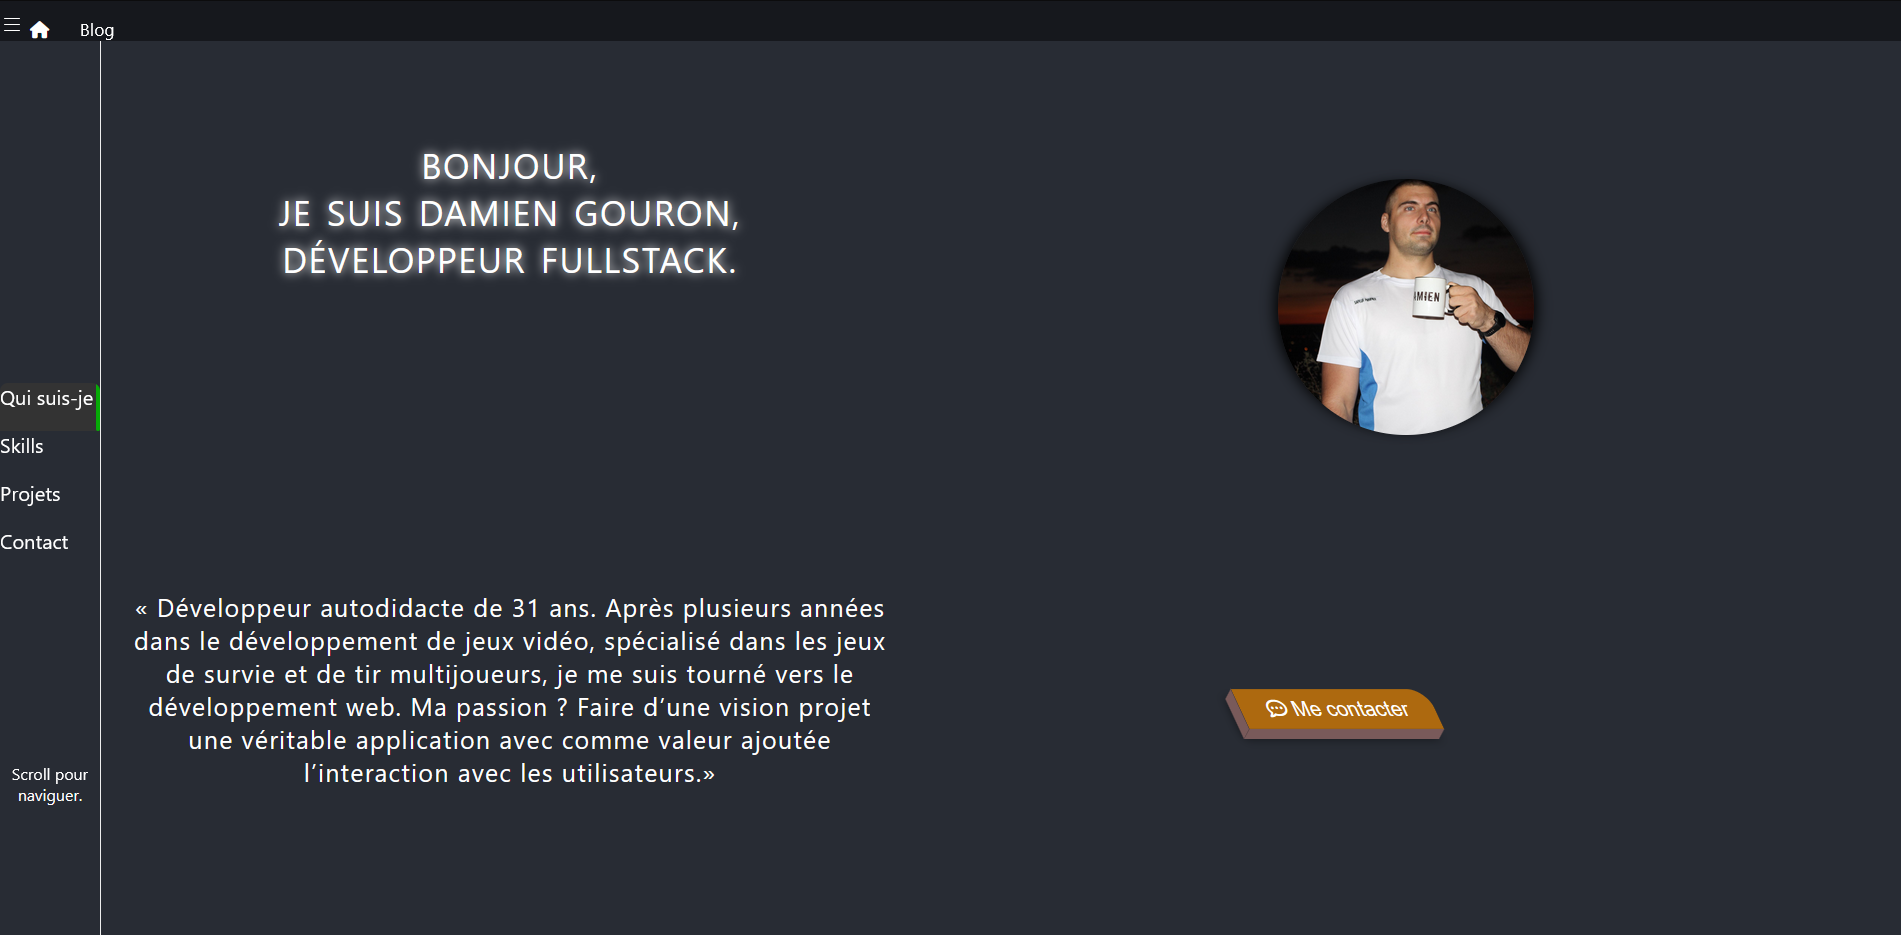 Blog
BONJOUR,
JE SUIS DAMIEN GOURON,
DÉVELOPPEUR FULLSTACK.
MIEN
Qui suis-je
Skills
Projets
Contact
« Développeur autodidacte de 31 ans. Après plusieurs années
dans le développement de jeux vidéo, spécialisé dans les jeux
de survie et de tir multijoueurs, je me suis tourné vers le
développement web. Ma passion ? Faire d’une vision projet
une véritable application avec comme valeur ajoutée
l’interaction avec les utilisateurs.»
Me contacter
Scroll pour
naviguer.